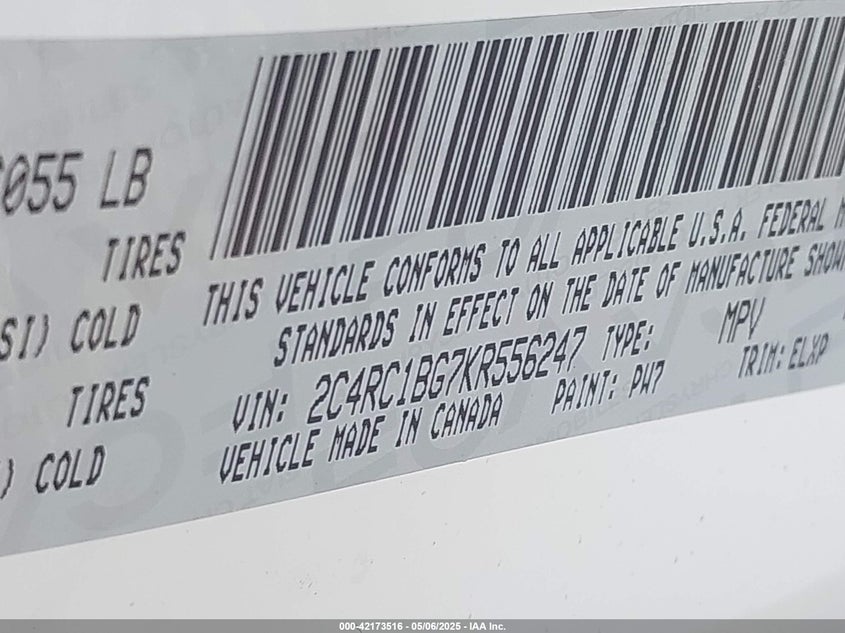 6055 LB
TIRES
SI) COLD
TIRES
) COLD
THIS VEHICLE CONFORMS TO ALL APPLICABLE U.S.A. FEDERAL M
STANDARDS IN EFFECT ON THE DATE OF MANUFACTURE SHOW
VIN: 2C4RC1BG7KR556247 TYPE: MPV
VEHICLE MADE IN CANADA PAINT: PW7 TRIM: ELXP
000-42173516 - 05/06/2025 - IAA Inc.